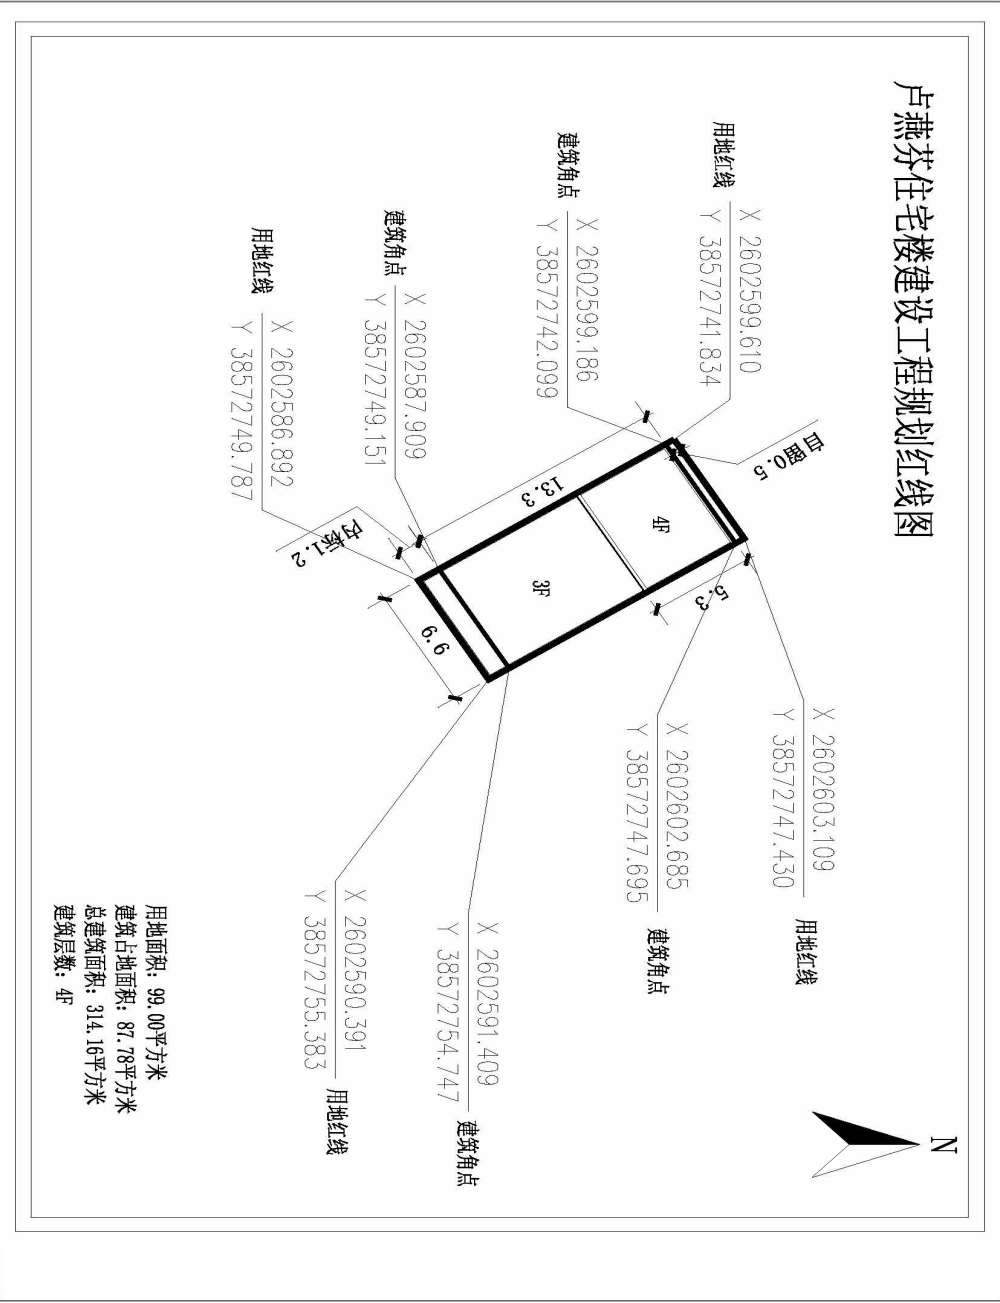 卢燕芬住宅楼建设工程规划红线图
N
用地红线
X 2602599.610
Y 38572741.834
建筑角点
X 2602599.186
Y 38572742.099
建筑角点
X 2602587.909
Y 38572749.151
用地红线
X 2602586.892
Y 38572749.787
自留0.5
13.3
内标1.2
4F
3F
5.3
6.6
X 2602603.109
Y 38572747.430
用地红线
X 2602602.685
Y 38572747.695
建筑角点
X 2602591.409
Y 38572754.747
建筑角点
X 2602590.391
Y 38572755.383
用地红线
用地面积：99.00平方米
建筑占地面积：87.78平方米
总建筑面积：314.16平方米
建筑层数：4F